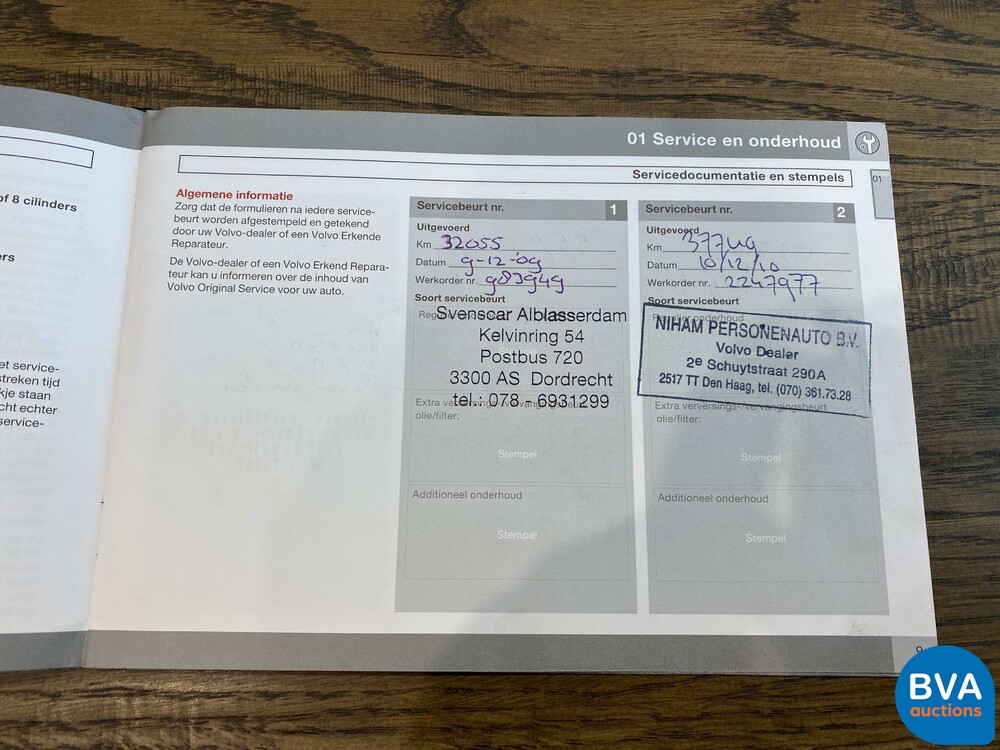 of 8 cilinders
ers
et service-
streken tijd
kje staan
cht echter
service-
01 Service en onderhoud
Servicedocumentatie en stempels
01
Algemene informatie
Zorg dat de formulieren na iedere service-
beurt worden afgestempeld en getekend
door uw Volvo-dealer of een Volvo Erkende
Reparateur.
De Volvo-dealer of een Volvo Erkend Repara-
teur kan u informeren over de inhoud van
Volvo Original Service voor uw auto.
Servicebeurt nr. 1
Uitgevoerd
Km 32055
Datum 9-12-09
Werkorder nr. 983949
Soort servicebeurt
Svenscar Alblasserdam
Kelvinring 54
Postbus 720
3300 AS Dordrecht
tel.: 078 - 6931299
Extra verversings-/vervangingsbeurt
olie/filter:
Stempel
Additioneel onderhoud
Stempel
Servicebeurt nr. 2
Uitgevoerd
Km 37749
Datum 10/12/10
Werkorder nr. 2247977
Soort servicebeurt
Regulier onderhoud
NIHAM PERSONENAUTO B.V.
Volvo Dealer
2e Schuytstraat 290A
2517 TT Den Haag, tel. (070) 361.73.28
Extra verversings-/vervangingsbeurt
olie/filter:
Stempel
Additioneel onderhoud
Stempel
9
BVA
auctions